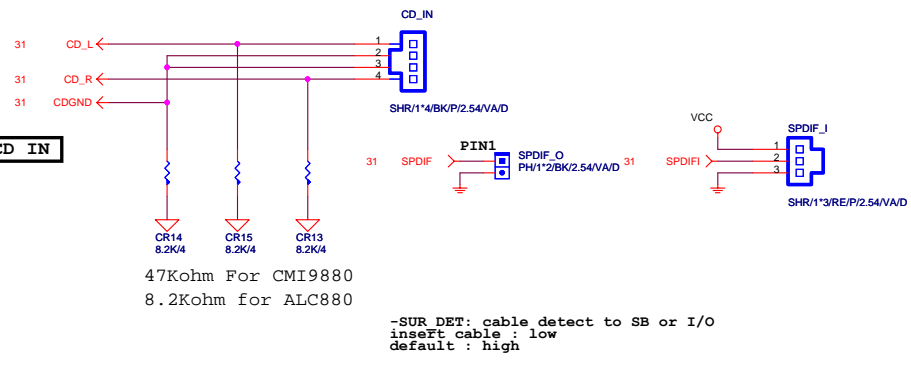 CD_IN
31 CD_L 1
2
3
31 CD_R 4
31 CDGND
SHR/1*4/BK/P/2.54/VA/D
CD IN
VCC
PIN1
SPDIF_I
31 SPDIF
SPDIF_O
PH/1*2/BK/2.54/VA/D
31 SPDIFI
1
2
3
SHR/1*3/RE/P/2.54/VA/D
CR14 CR15 CR13
8.2K/4 8.2K/4 8.2K/4
47Kohm For CMI9880
8.2Kohm for ALC880
-SUR_DET: cable detect to SB or I/O
insert cable : low
default : high